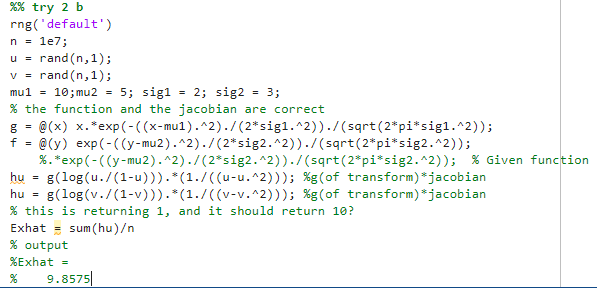 %% try 2 b
rng('default')
n = 1e7;
u = rand(n,1);
v = rand(n,1);
mu1 = 10;mu2 = 5; sig1 = 2; sig2 = 3;
% the function and the jacobian are correct
g = @(x) x.*exp(-((x-mu1).^2)./(2*sig1.^2))./(sqrt(2*pi*sig1.^2));
f = @(y) exp(-((y-mu2).^2)./(2*sig2.^2))./(sqrt(2*pi*sig2.^2));
%.*exp(-((y-mu2).^2)./(2*sig2.^2))./(sqrt(2*pi*sig2.^2)); % Given function
hu = g(log(u./(1-u))).*(1./((u-u.^2))); %g(of transform)*jacobian
hu = g(log(v./(1-v))).*(1./((v-v.^2))); %g(of transform)*jacobian
% this is returning 1, and it should return 10?
Exhat = sum(hu)/n
% output
%Exhat =
% 9.8575